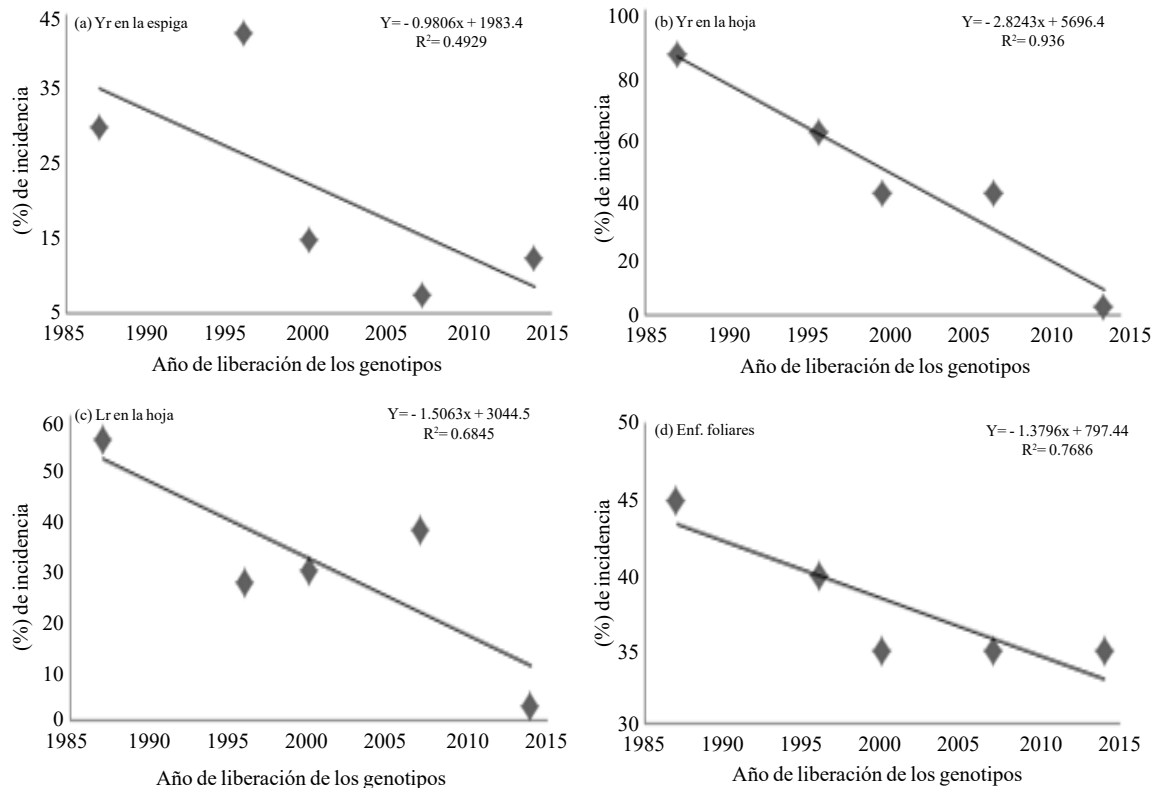 (a) Yr en la espiga
Y= - 0.9806x + 1983.4
R²= 0.4929
(%) de incidencia
45
35
25
15
5
1985 1990 1995 2000 2005 2010 2015
Año de liberación de los genotipos
(b) Yr en la hoja
Y= - 2.8243x + 5696.4
R²= 0.936
(%) de incidencia
100
80
60
40
20
0
1985 1990 1995 2000 2005 2010 2015
Año de liberación de los genotipos
(c) Lr en la hoja
Y= - 1.5063x + 3044.5
R²= 0.6845
(%) de incidencia
60
50
40
30
20
10
0
1985 1990 1995 2000 2005 2010 2015
Año de liberación de los genotipos
(d) Enf. foliares
Y= - 1.3796x + 797.44
R²= 0.7686
(%) de incidencia
50
45
40
35
30
1985 1990 1995 2000 2005 2010 2015
Año de liberación de los genotipos